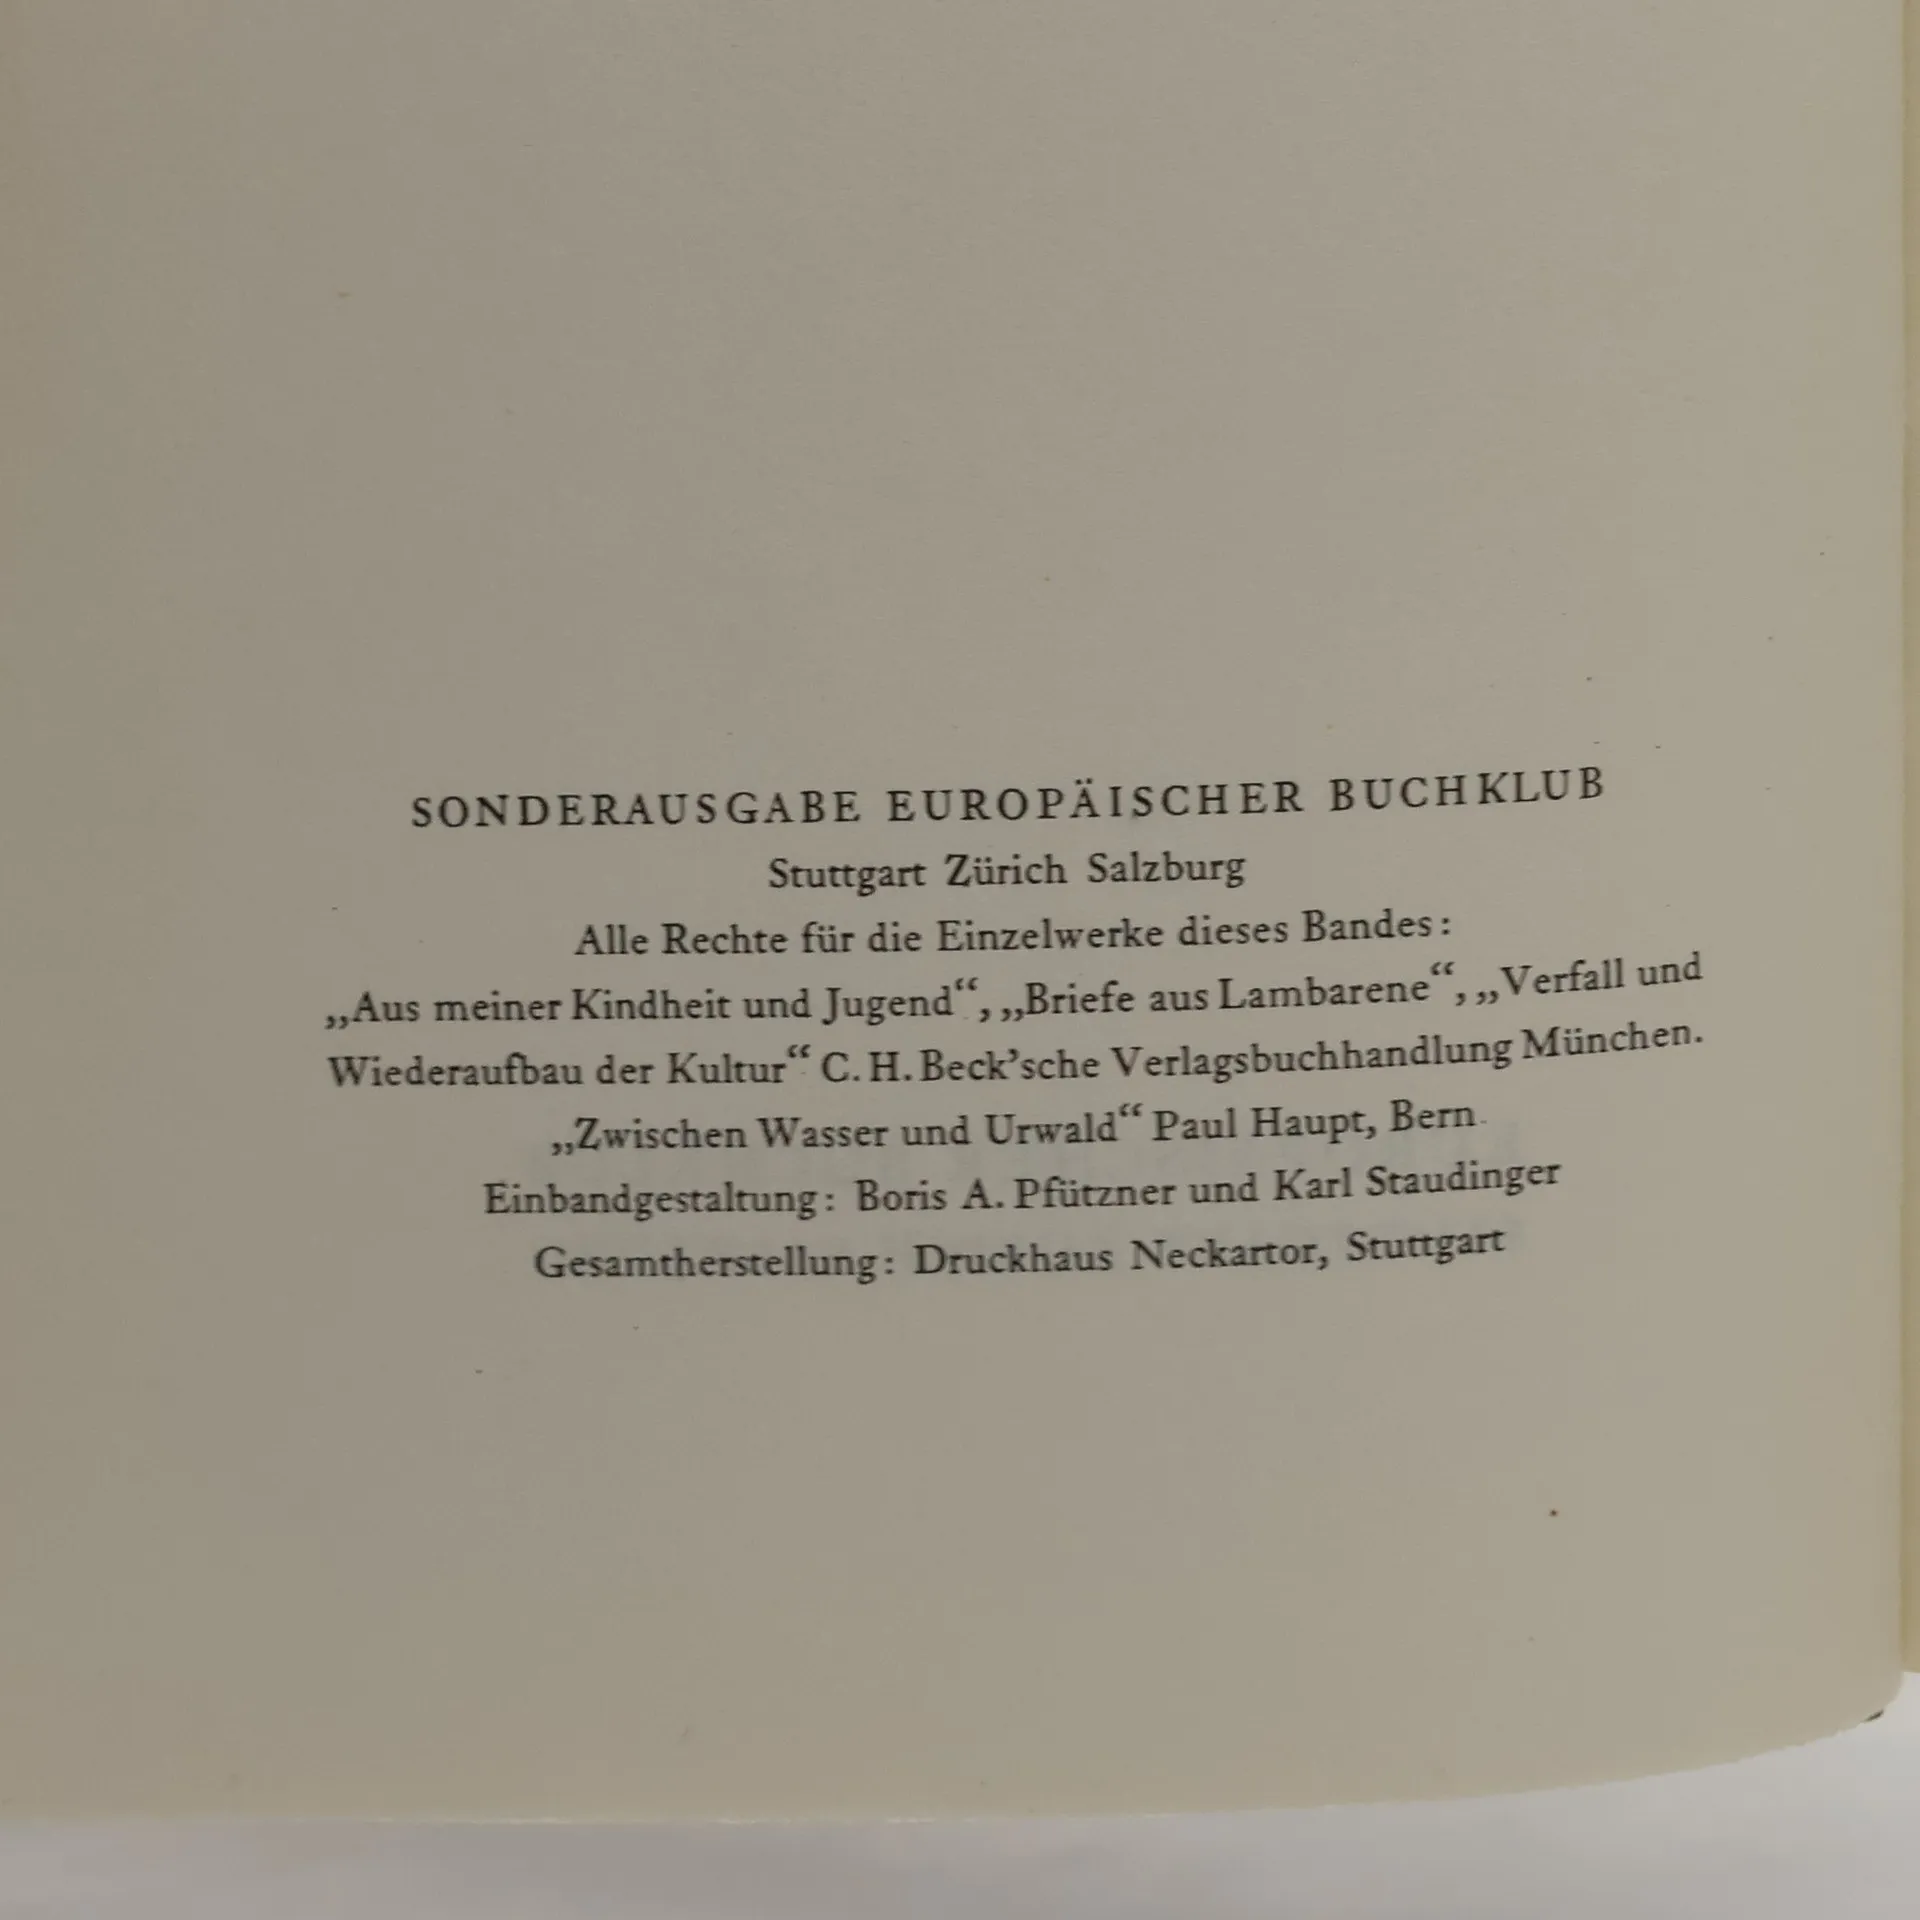 SONDERAUSGABE EUROPÄISCHER BUCHKLUB
Stuttgart Zürich Salzburg
Alle Rechte für die Einzelwerke dieses Bandes:
„Aus meiner Kindheit und Jugend“, „Briefe aus Lambarene“, „Verfall und
Wiederaufbau der Kultur“ C. H. Beck’sche Verlagsbuchhandlung München.
„Zwischen Wasser und Urwald“ Paul Haupt, Bern.
Einbandgestaltung: Boris A. Pfützner und Karl Staudinger
Gesamtherstellung: Druckhaus Neckartor, Stuttgart